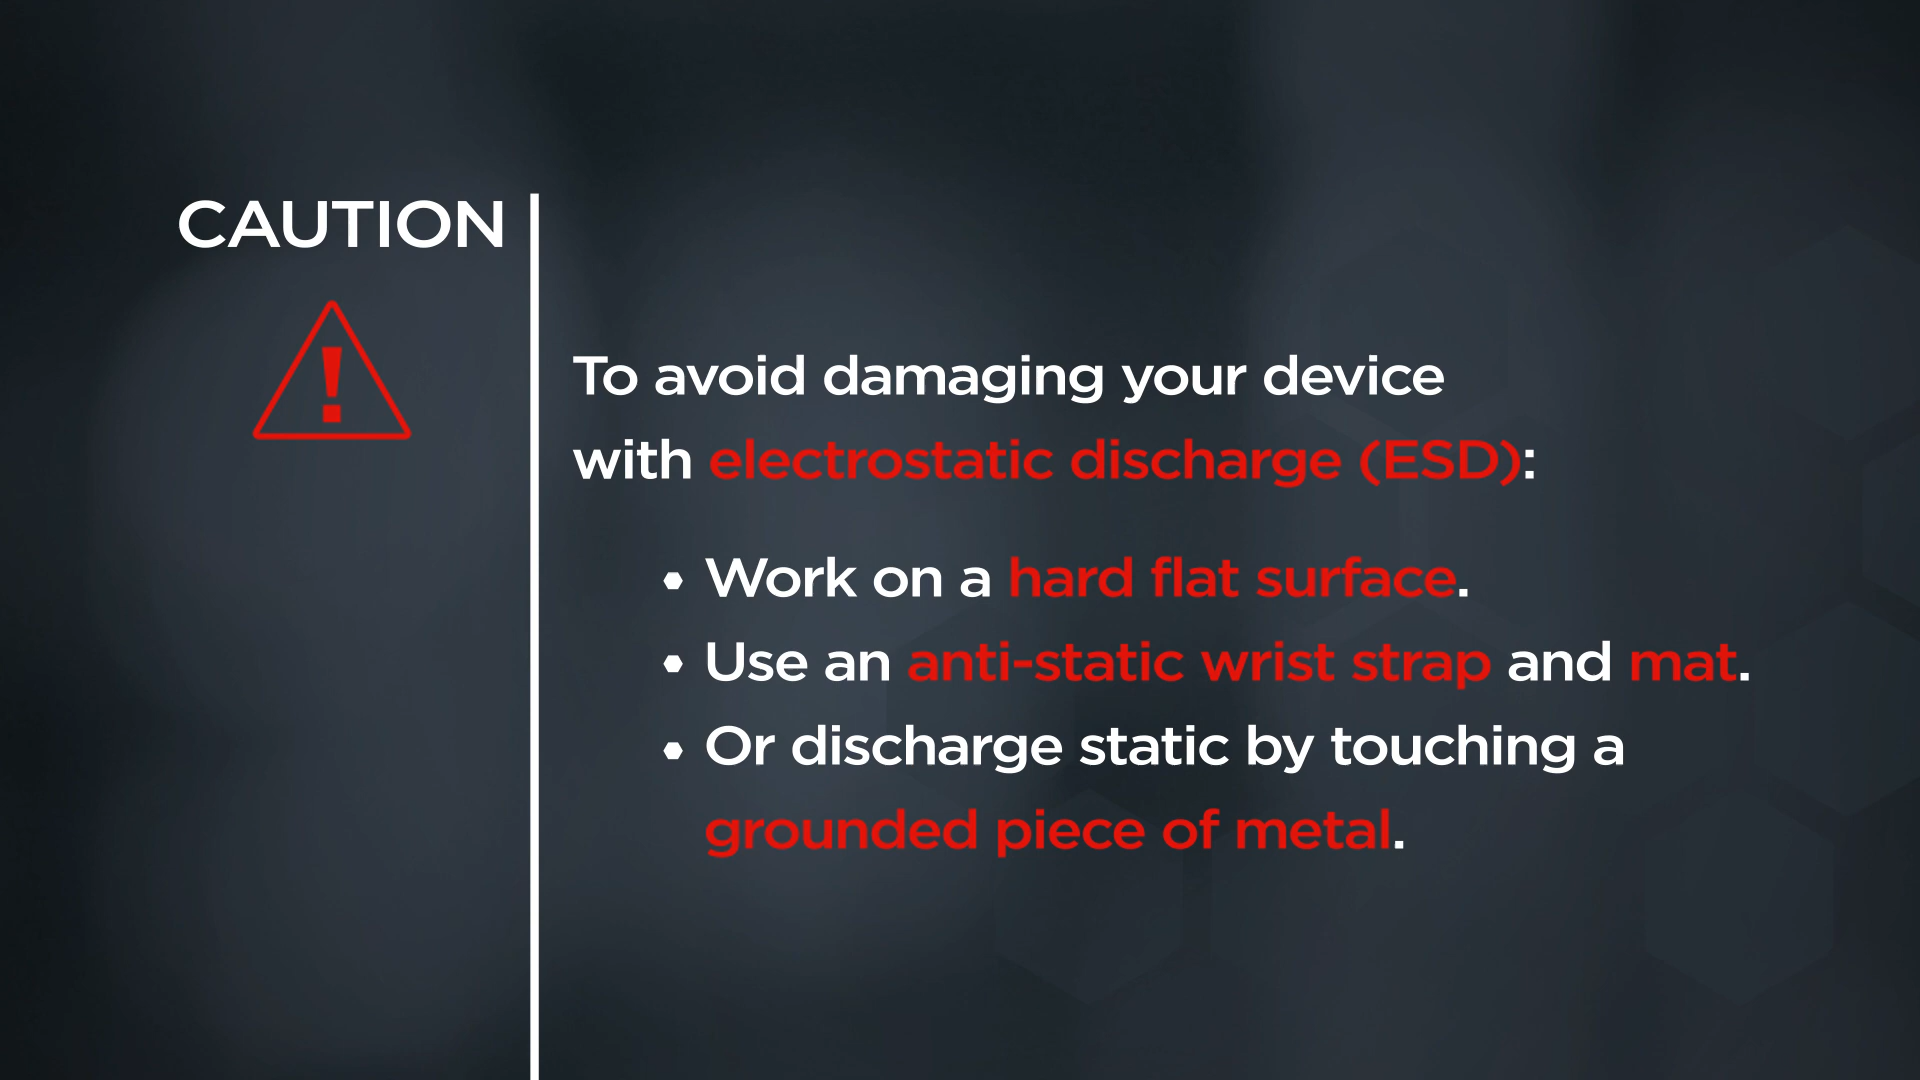 CAUTION
!
To avoid damaging your device
with electrostatic discharge (ESD):
• Work on a hard flat surface.
• Use an anti-static wrist strap and mat.
• Or discharge static by touching a
grounded piece of metal.